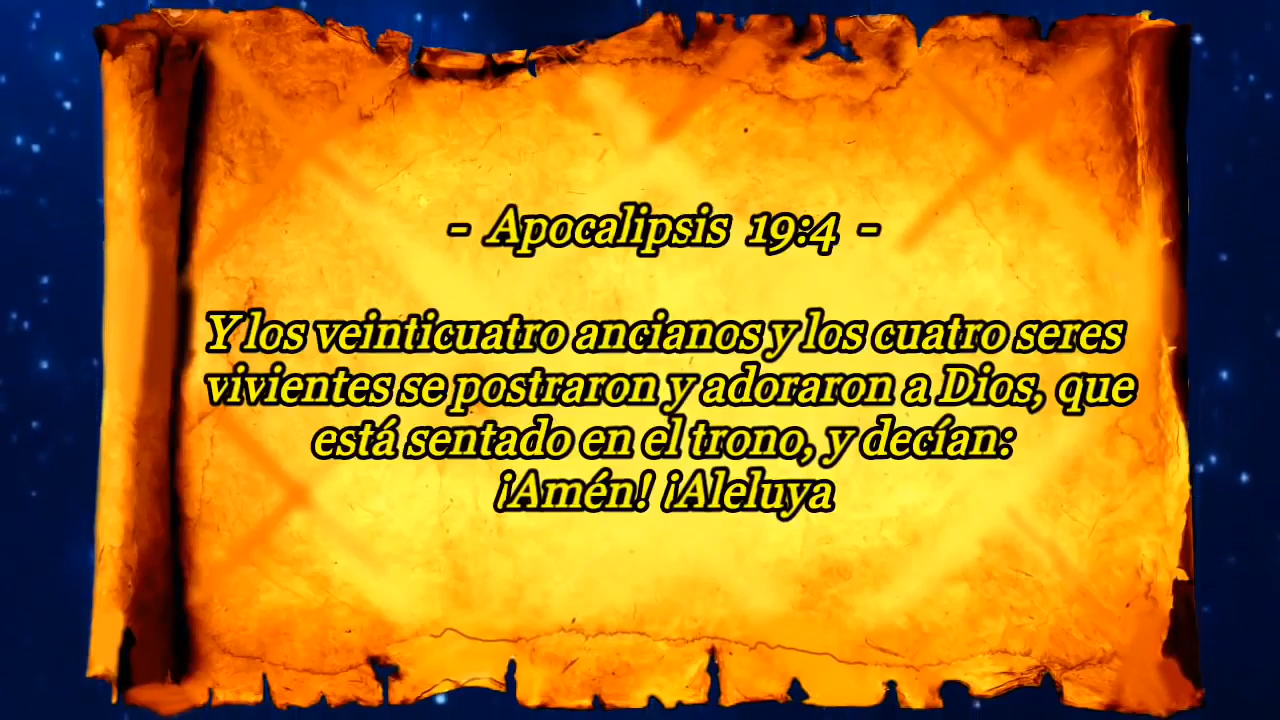 - Apocalipsis 19:4 -
Y los veinticuatro ancianos y los cuatro seres
vivientes se postraron y adoraron a Dios, que
está sentado en el trono, y decían:
¡Amén! ¡Aleluya